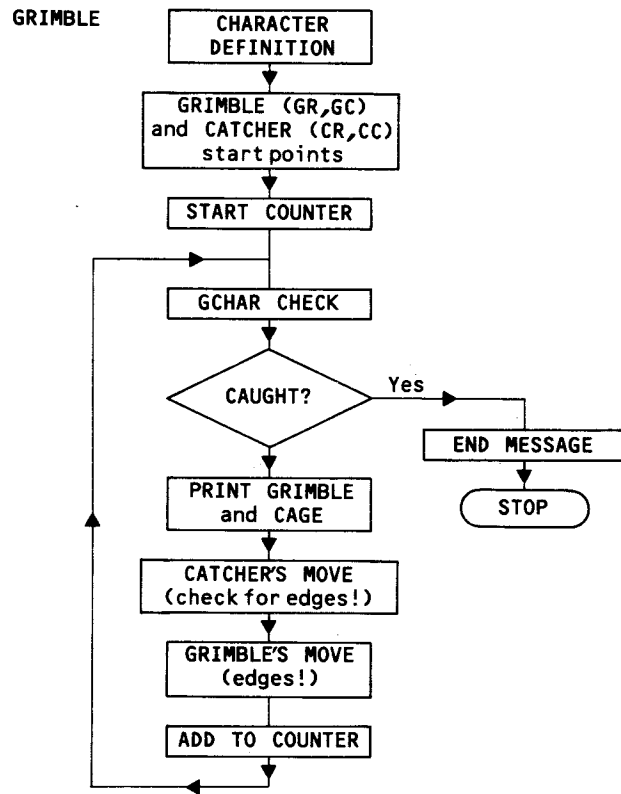 GRIMBLE
CHARACTER
DEFINITION
GRIMBLE (GR,GC)
and CATCHER (CR,CC)
start points
START COUNTER
GCHAR CHECK
CAUGHT?
Yes
END MESSAGE
STOP
PRINT GRIMBLE
and CAGE
CATCHER'S MOVE
(check for edges!)
GRIMBLE'S MOVE
(edges!)
ADD TO COUNTER